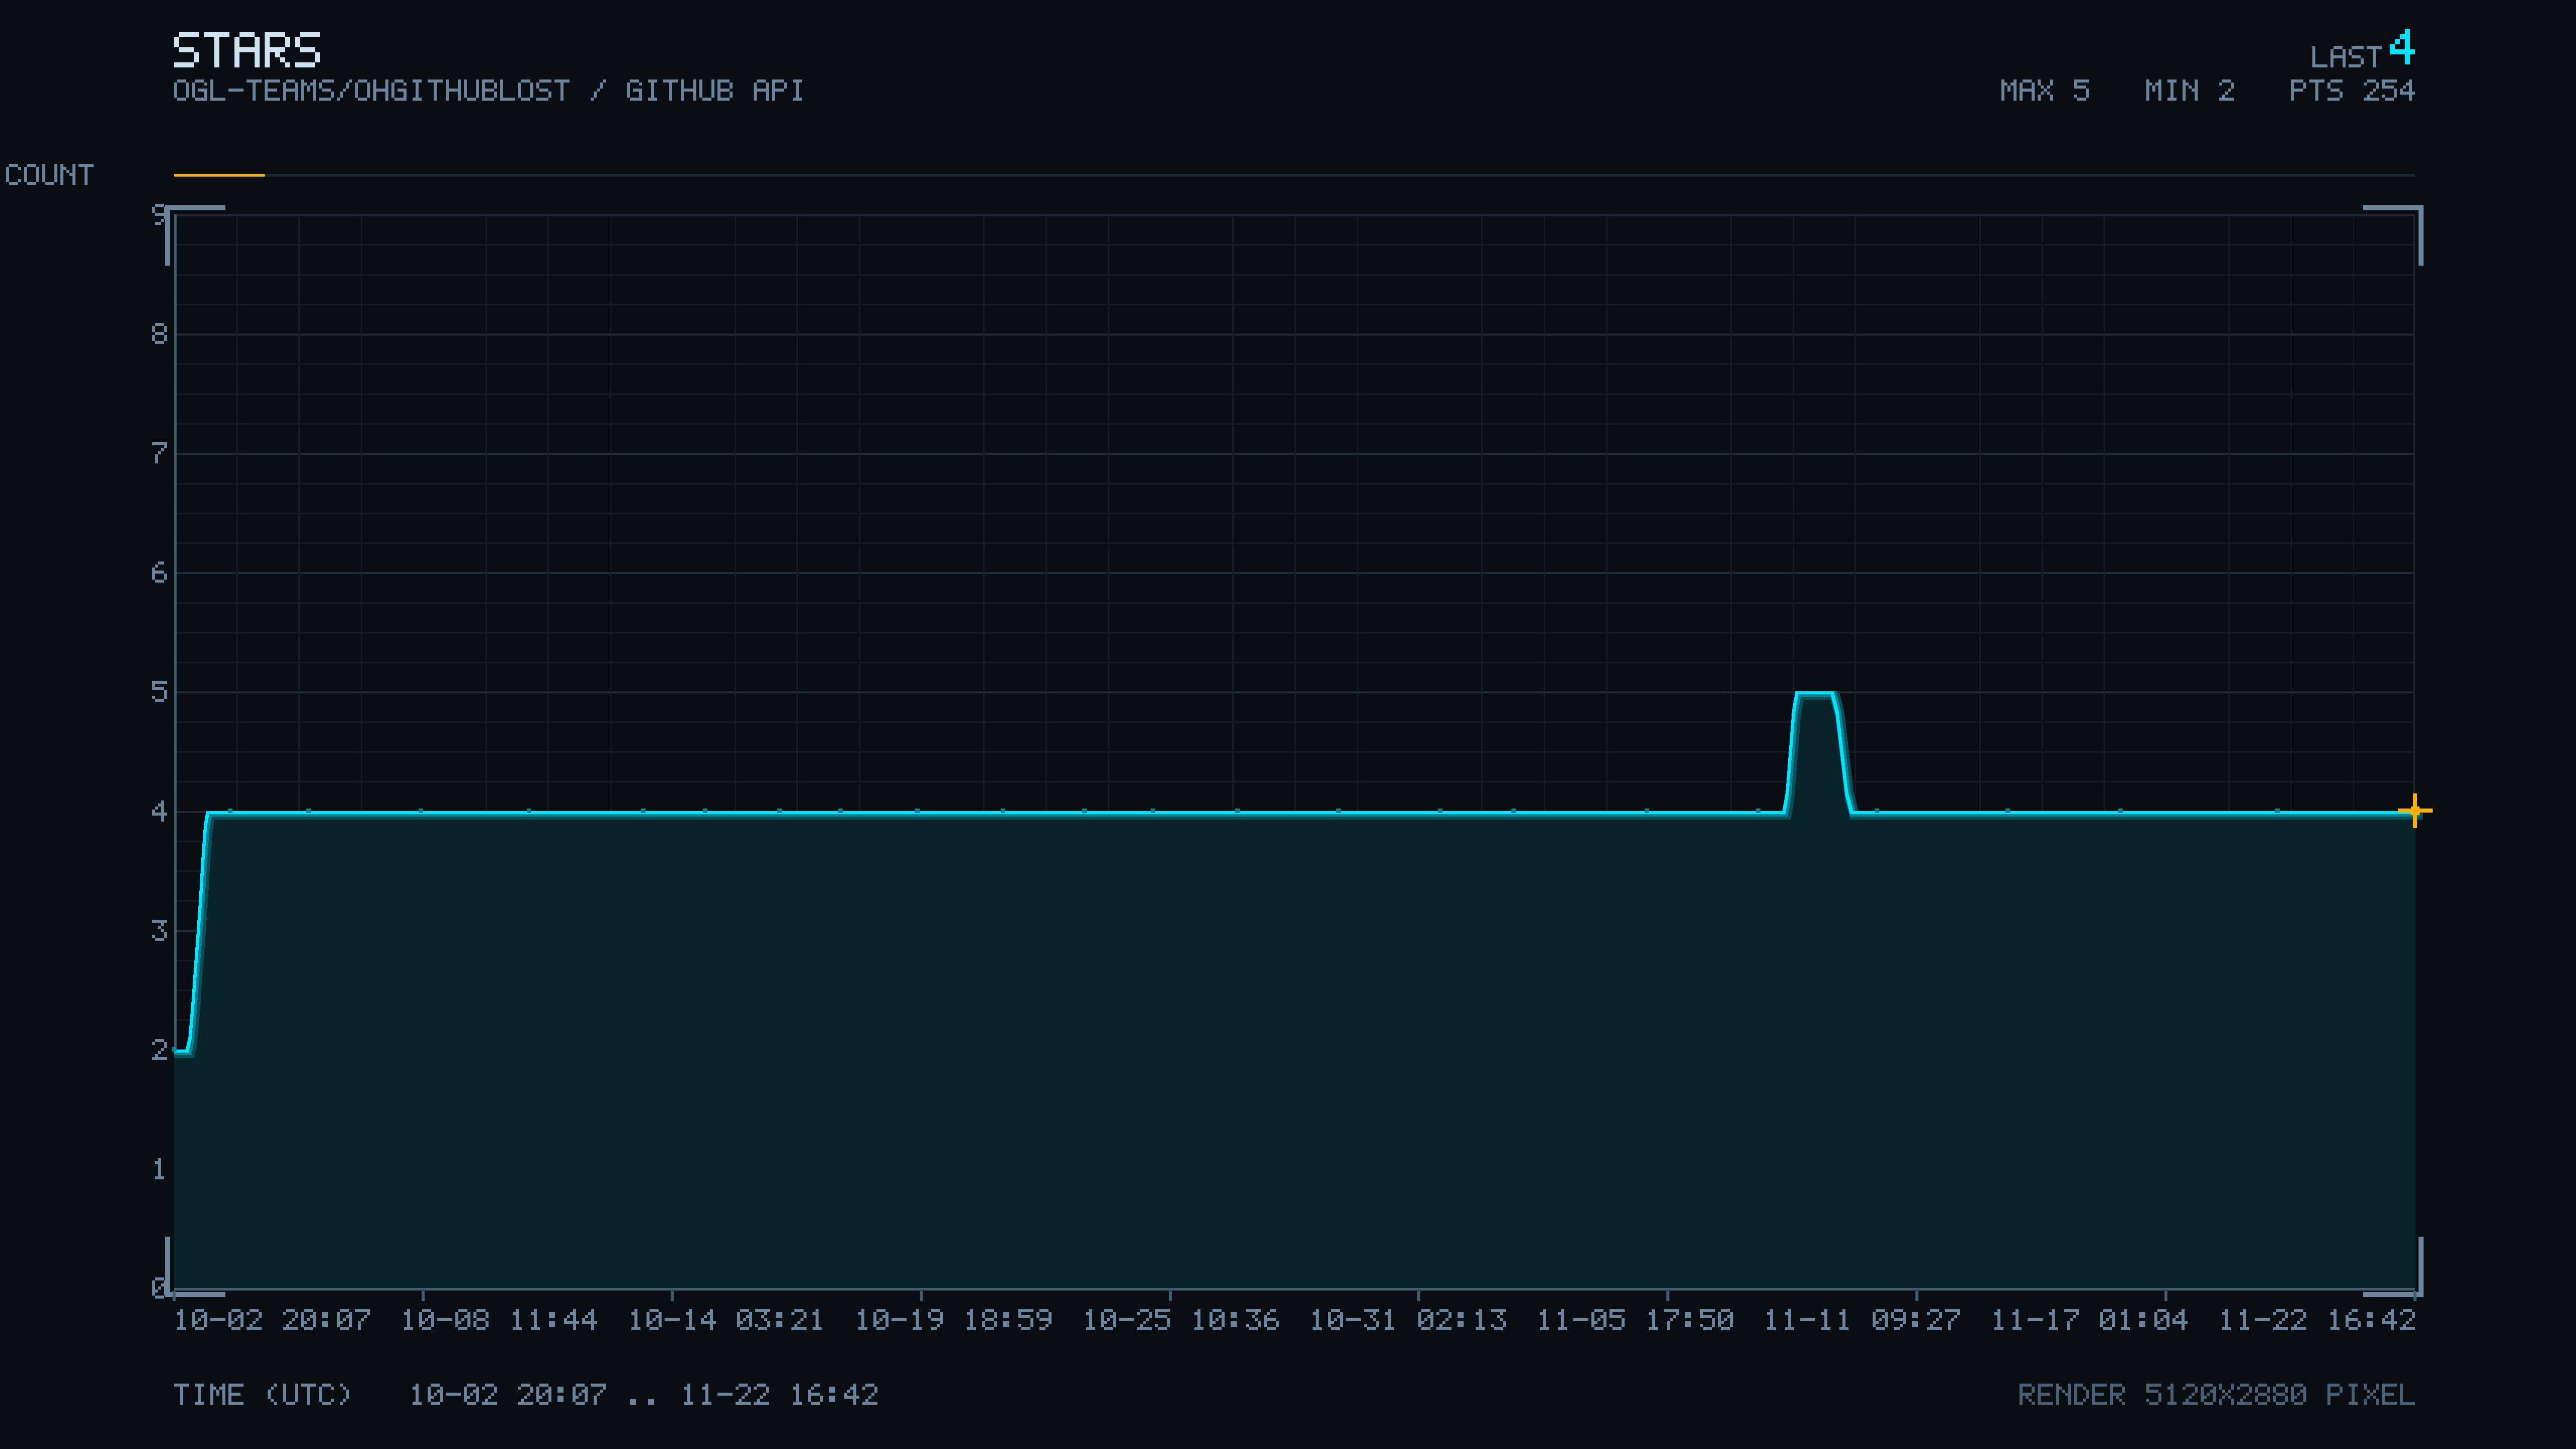 STARS
LAST 4
OGL-TEAMS/OHGITHUBLOST / GITHUB API
MAX 5 MIN 2 PTS 254
COUNT
9
8
7
6
5
4
3
2
1
0
10-02 20:07 10-08 11:44 10-14 03:21 10-19 18:59 10-25 10:36 10-31 02:13 11-05 17:50 11-11 09:27 11-17 01:04 11-22 16:42
TIME (UTC) 10-02 20:07 .. 11-22 16:42
RENDER 5120X2880 PIXEL